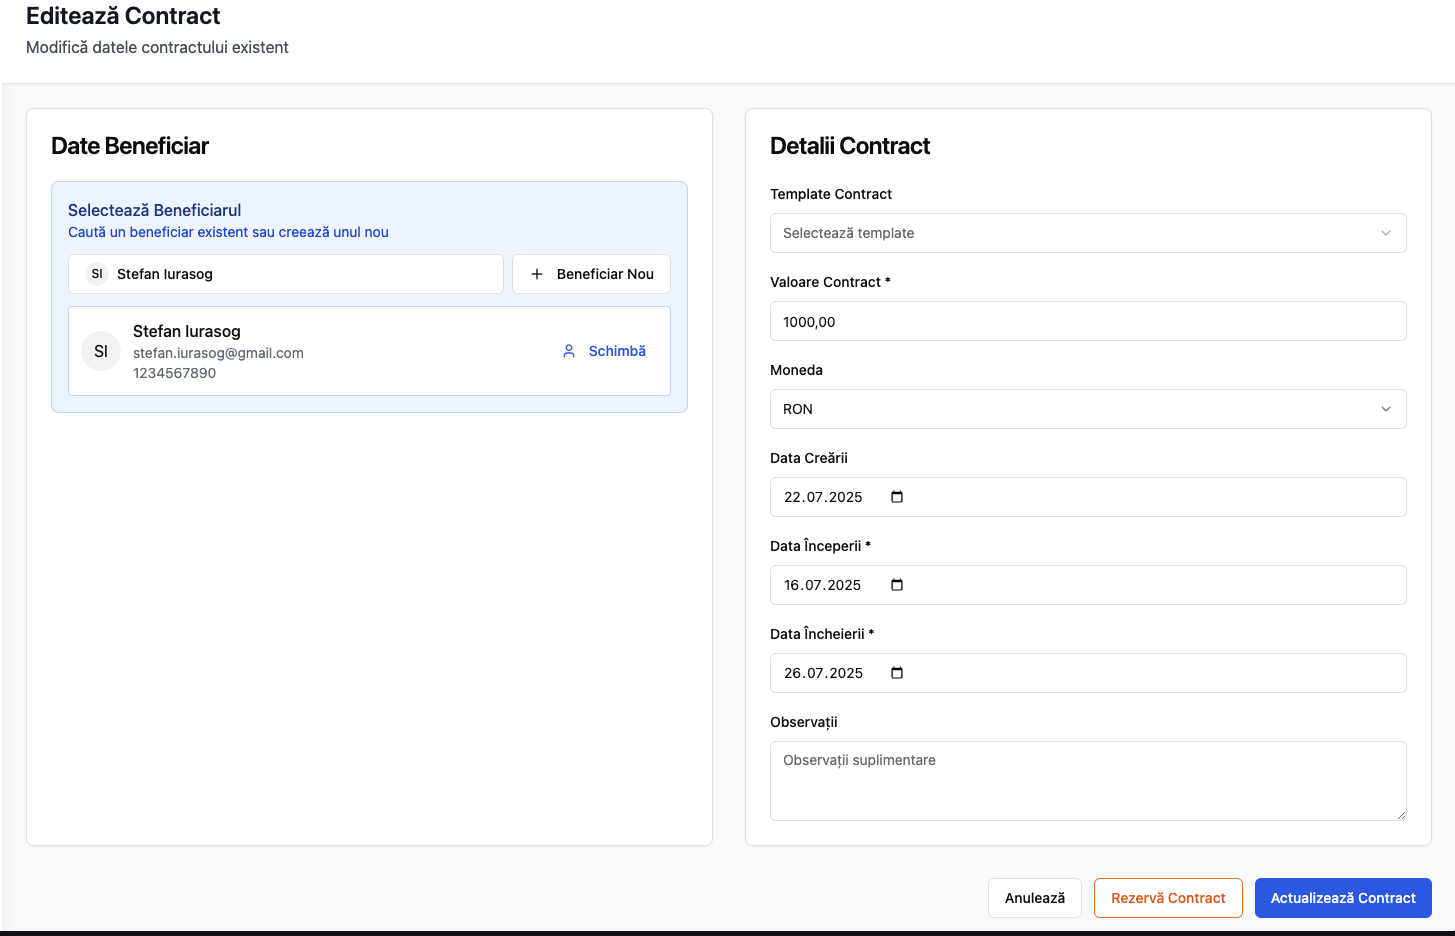 Editează Contract
Modifică datele contractului existent
Date Beneficiar
Selectează Beneficiarul
Caută un beneficiar existent sau creează unul nou
SI Stefan Iurasog
Beneficiar Nou
SI
Stefan Iurasog
stefan.iurasog@gmail.com
1234567890
Schimbă
Detalii Contract
Template Contract
Selectează template
Valoare Contract *
1000,00
Moneda
RON
Data Creării
22.07.2025
Data Începerii *
16.07.2025
Data Încheierii *
26.07.2025
Observații
Observații suplimentare
Anulează
Rezervă Contract
Actualizează Contract